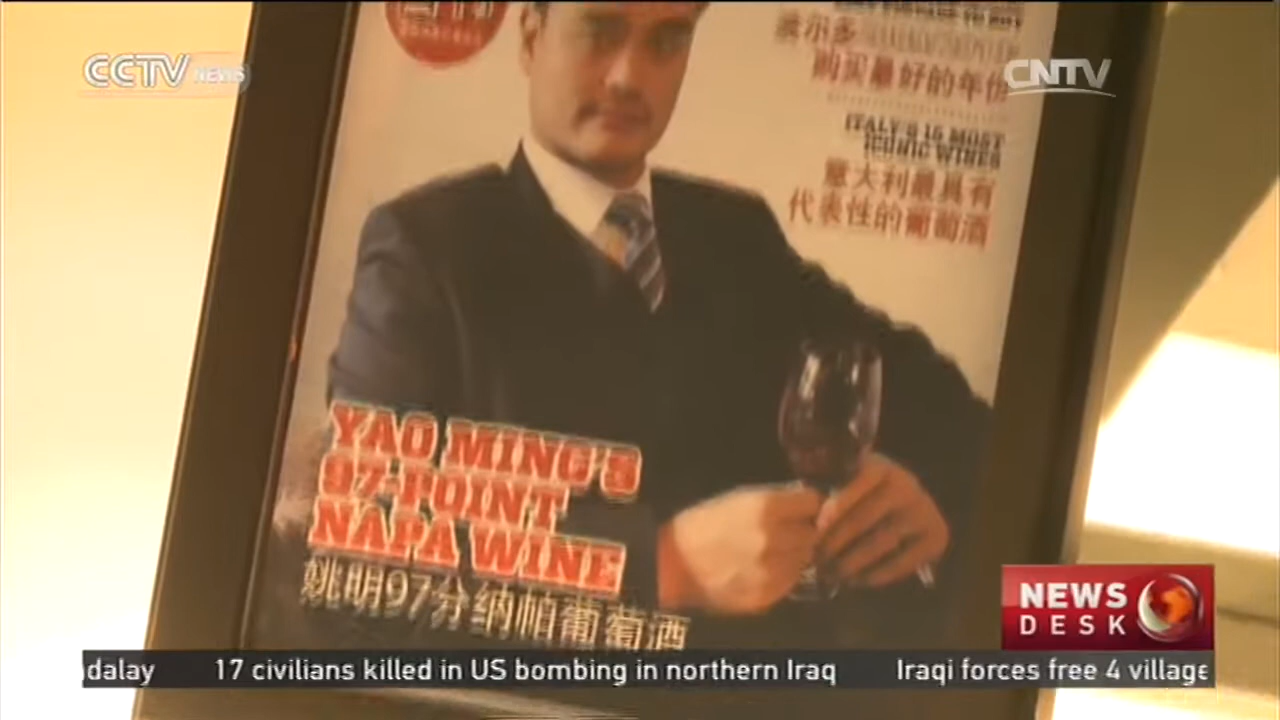 CCTV NEWS
CNTV
购买最好的年份
ITALY'S 15 MOST
ICONIC WINES
意大利最具有
代表性的葡萄酒
YAO MING'S
97-POINT
NAPA WINE
姚明97分纳帕葡萄酒
NEWS
DESK
dalay 17 civilians killed in US bombing in northern Iraq Iraqi forces free 4 village